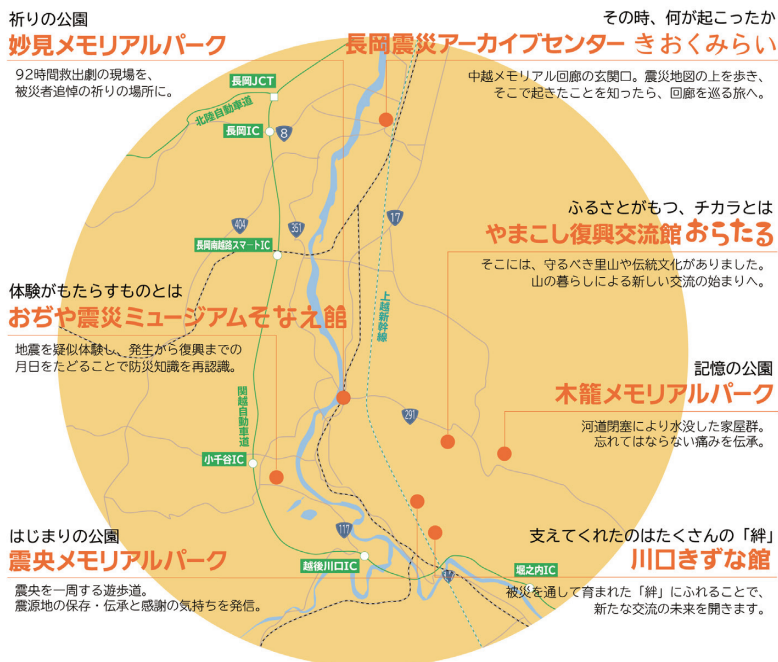 祈りの公園
妙見メモリアルパーク
92時間救出劇の現場を、
被災者追悼の祈りの場所に。
その時、何が起こったか
長岡震災アーカイブセンター きおくみらい
中越メモリアル回廊の玄関口。震災地図の上を歩き、
そこで起きたことを知ったら、回廊を巡る旅へ。
長岡JCT
北陸自動車道
長岡IC
8
404
351
17
長岡南越路スマートIC
ふるさとがもつ、チカラとは
やまこし復興交流館おらたる
そこには、守るべき里山や伝統文化がありました。
山の暮らしによる新しい交流の始まりへ。
体験がもたらすものとは
おぢや震災ミュージアムそなえ館
地震を疑似体験し、発生から復興までの
月日をたどることで防災知識を再認識。
上越新幹線
記憶の公園
木籠メモリアルパーク
河道閉塞により水没した家屋群。
忘れてはならない痛みを伝承。
291
関越自動車道
小千谷IC
はじまりの公園
震央メモリアルパーク
震央を一周する遊歩道。
震源地の保存・伝承と感謝の気持ちを発信。
117
越後川口IC
17
堀之内IC
支えてくれたのはたくさんの「絆」
川口きずな館
被災を通して育まれた「絆」にふれることで、
新たな交流の未来を開きます。